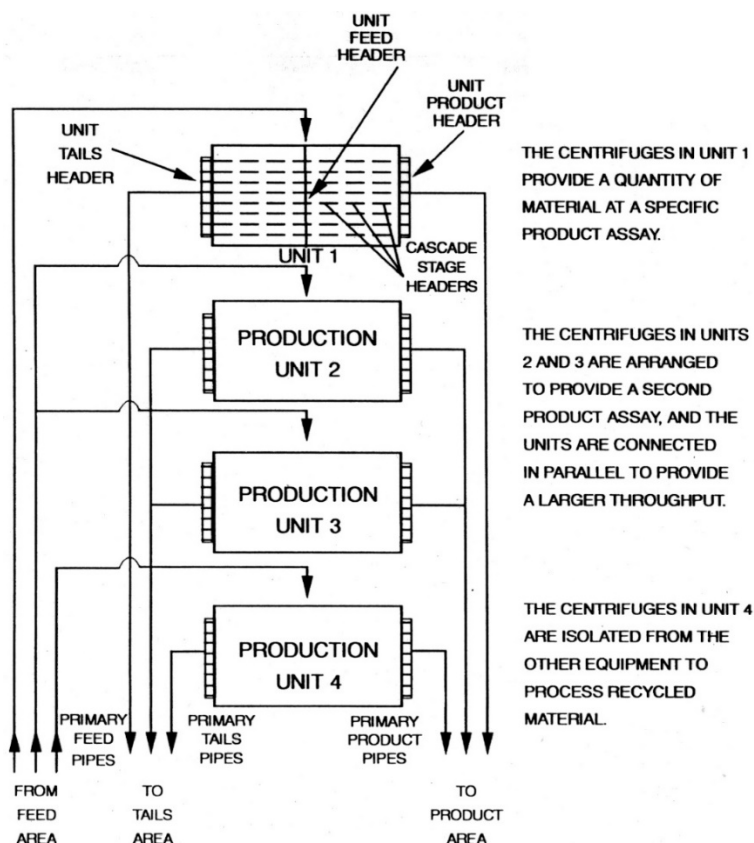 UNIT
FEED
HEADER
UNIT
PRODUCT
HEADER
UNIT
TAILS
HEADER
THE CENTRIFUGES IN UNIT 1
PROVIDE A QUANTITY OF
MATERIAL AT A SPECIFIC
PRODUCT ASSAY.
UNIT 1
CASCADE
STAGE
HEADERS
PRODUCTION
UNIT 2
THE CENTRIFUGES IN UNITS
2 AND 3 ARE ARRANGED
TO PROVIDE A SECOND
PRODUCT ASSAY, AND THE
UNITS ARE CONNECTED
IN PARALLEL TO PROVIDE
A LARGER THROUGHPUT.
PRODUCTION
UNIT 3
PRODUCTION
UNIT 4
THE CENTRIFUGES IN UNIT 4
ARE ISOLATED FROM THE
OTHER EQUIPMENT TO
PROCESS RECYCLED
MATERIAL.
PRIMARY
FEED
PIPES
PRIMARY
TAILS
PIPES
PRIMARY
PRODUCT
PIPES
FROM
FEED
AREA
TO
TAILS
AREA
TO
PRODUCT
AREA